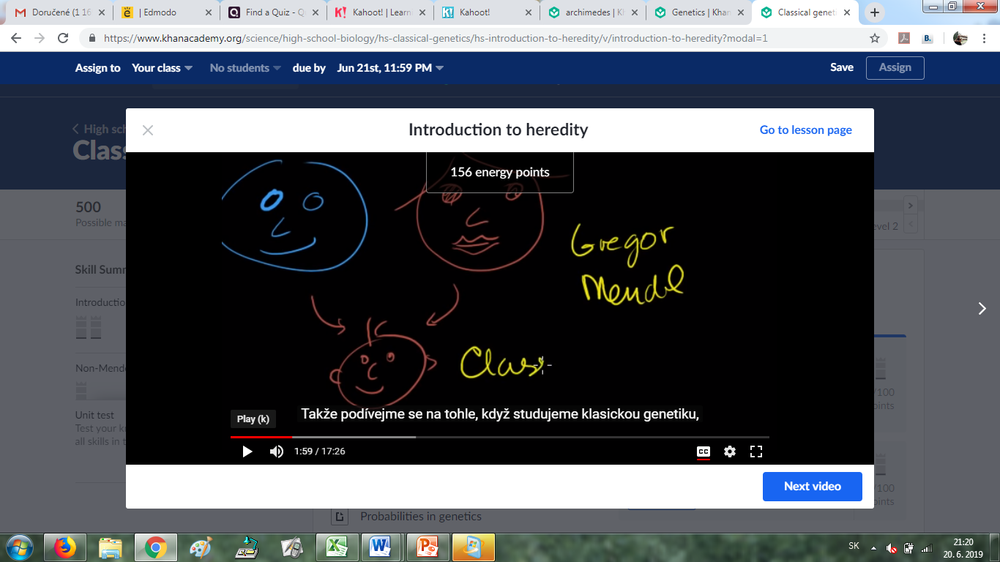 Doručené (1 16
| Edmodo
Find a Quiz - Q
Kahoot! | Learn
Kahoot!
archimedes | K
Genetics | Khan
Classical genet
https://www.khanacademy.org/science/high-school-biology/hs-classical-genetics/hs-introduction-to-heredity/v/introduction-to-heredity?modal=1
Assign to Your class No students due by Jun 21st, 11:59 PM Save Assign
High sch
Class
Introduction to heredity
Go to lesson page
156 energy points
500
Possible ma
evel 2
Skill Summ
Introductio
Non-Mende
Unit test
Test your k
all skills in t
Gregor
Mendel
Class
/100
oints
/100
oints
Takže podívejme se na tohle, když studujeme klasickou genetiku,
Play (k)
1:59 / 17:26
CC
Next video
Probabilities in genetics
SK
21:20
20. 6. 2019